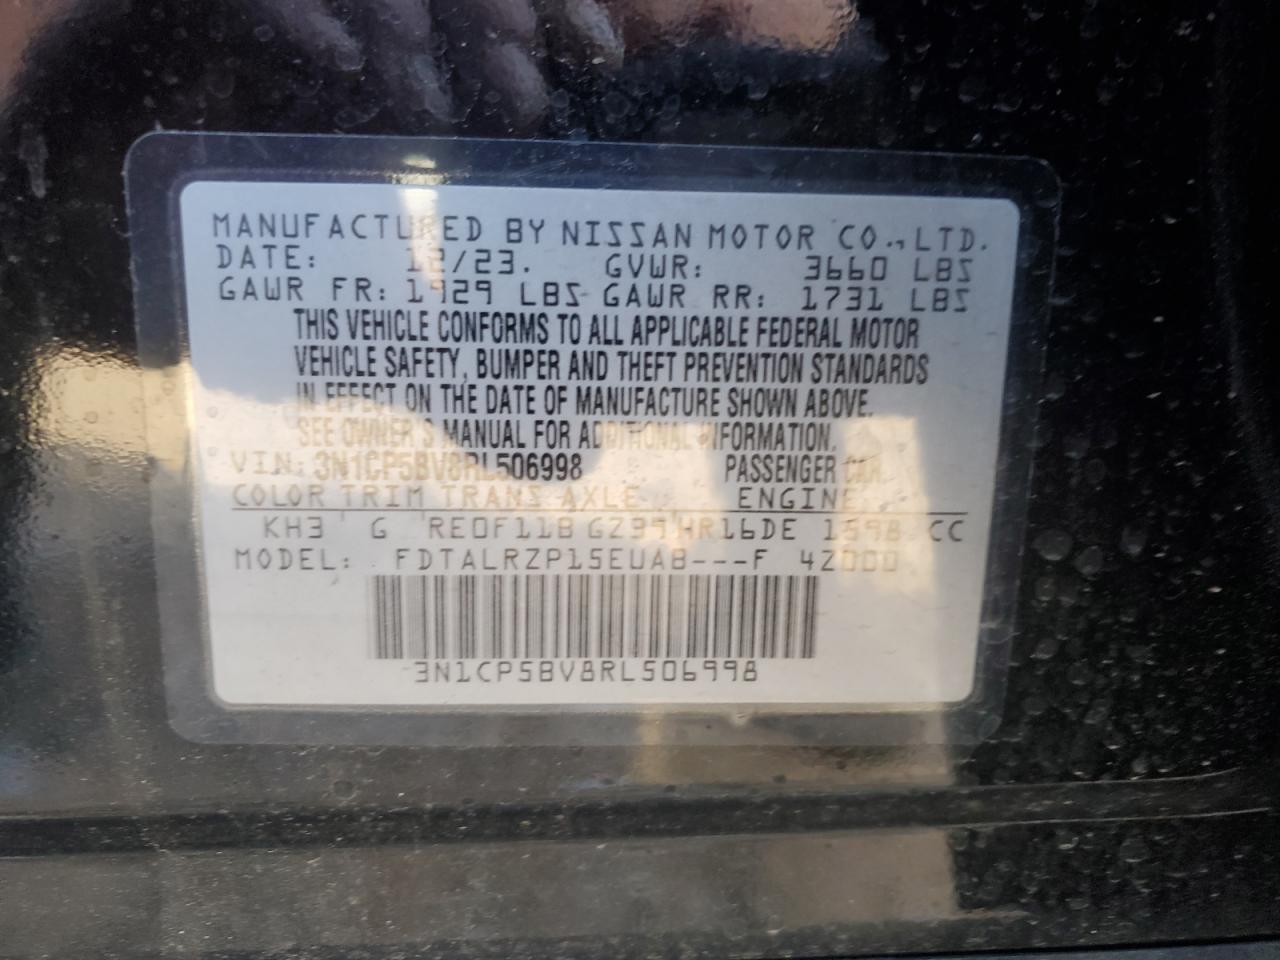 MANUFACTURED BY NISSAN MOTOR CO., LTD.
DATE: 12/23. GVWR: 3660 LBS
GAWR FR: 1929 LBS GAWR RR: 1731 LBS
THIS VEHICLE CONFORMS TO ALL APPLICABLE FEDERAL MOTOR
VEHICLE SAFETY, BUMPER AND THEFT PREVENTION STANDARDS
IN EFFECT ON THE DATE OF MANUFACTURE SHOWN ABOVE.
SEE OWNER'S MANUAL FOR ADDITIONAL INFORMATION.
VIN: 3N1CP5BV8RL506998 PASSENGER CAR
COLOR TRIM TRANS AXLE ENGINE
KH3 G RE0F11B GZ39 HR16DE 1598 CC
MODEL: FDTALRZP15EUAB---F 42000
3N1CP5BV8RL506998